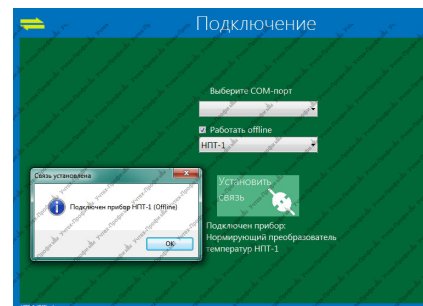 Подключение
Выберите COM-порт
Работать offline
НПТ-1
Связь установлена
Подключен прибор НПТ-1 (Offline)
OK
Установить
связь
Подключен прибор:
Нормирующий преобразователь
температур НПТ-1